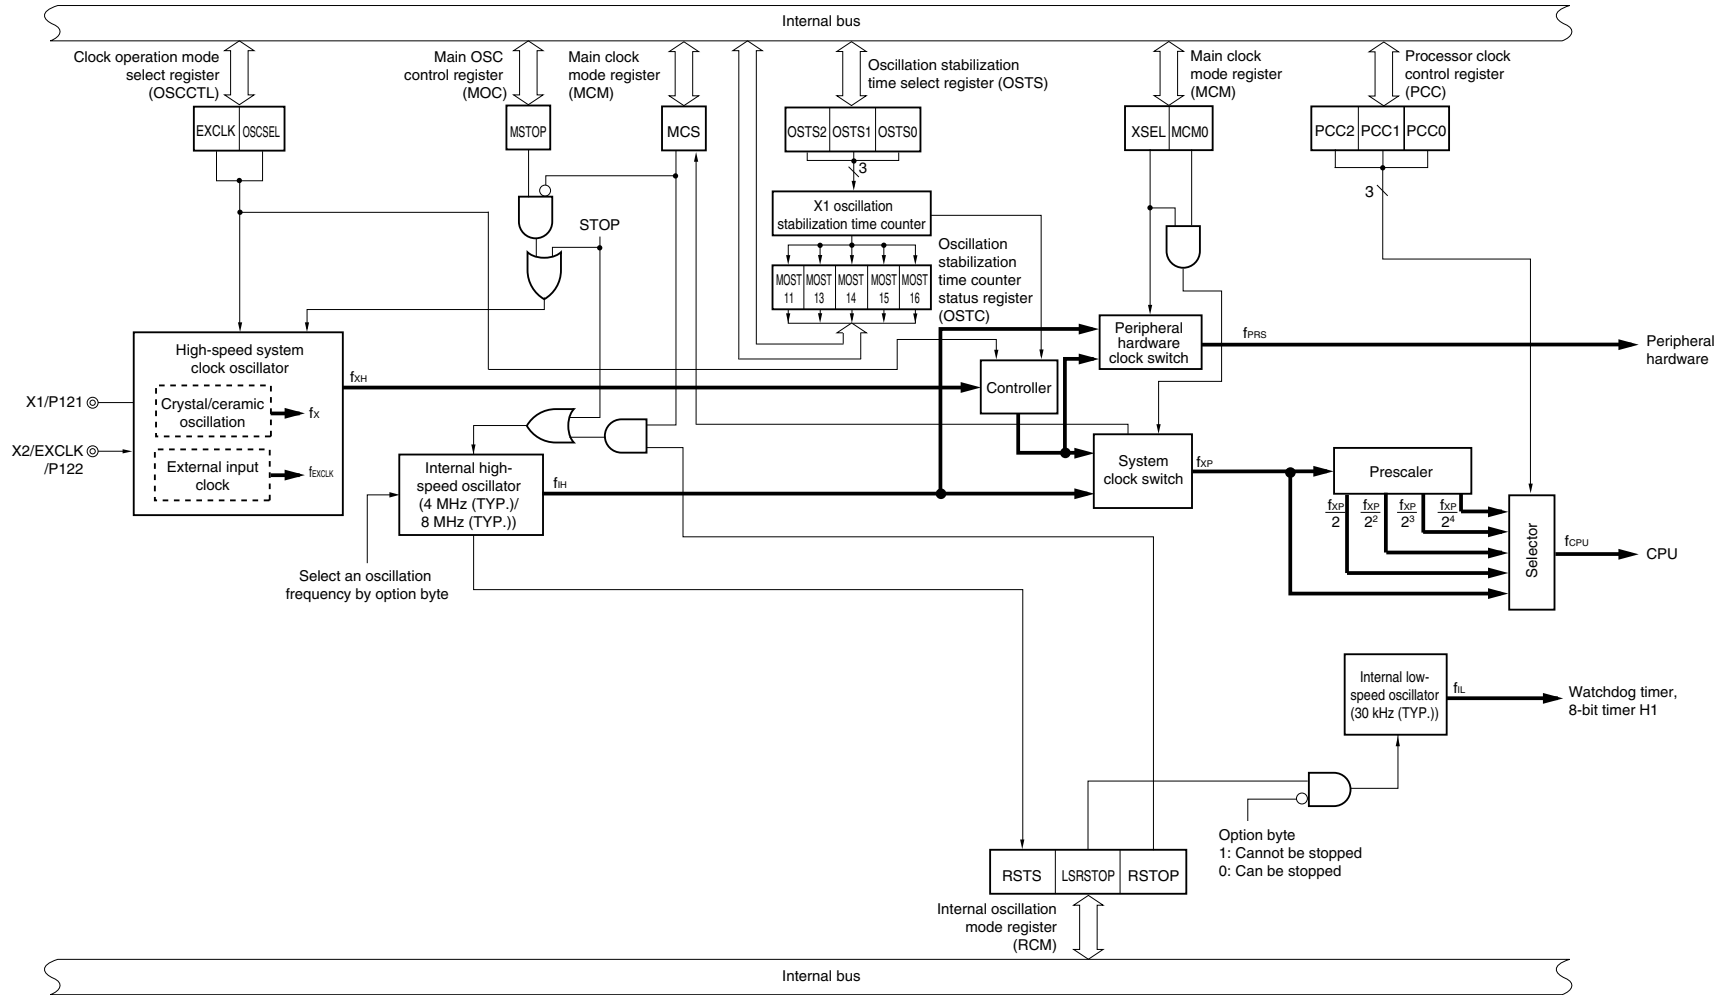 Internal bus
Clock operation mode
select register
(OSCCTL)
Main OSC
control register
(MOC)
Main clock
mode register
(MCM)
Oscillation stabilization
time select register (OSTS)
Main clock
mode register
(MCM)
Processor clock
control register
(PCC)
EXCLK OSCSEL
MSTOP
MCS
OSTS2 OSTS1 OSTS0
XSEL MCM0
PCC2 PCC1 PCC0
3
3
X1 oscillation
stabilization time counter
STOP
Oscillation
stabilization
time counter
status register
(OSTC)
MOST MOST MOST MOST MOST
11 13 14 15 16
High-speed system
clock oscillator
Crystal/ceramic
oscillation
fX
External input
clock
fEXCLK
X1/P121
X2/EXCLK
/P122
fXH
Controller
Peripheral
hardware
clock switch
fPRS
Peripheral
hardware
Internal high-
speed oscillator
(4 MHz (TYP.)/
8 MHz (TYP.))
fIH
System
clock switch
fXP
Prescaler
fXP fXP fXP fXP
2 2² 2³ 2⁴
Selector
fCPU
CPU
Select an oscillation
frequency by option byte
Internal low-
speed oscillator
(30 kHz (TYP.))
fIL
Watchdog timer,
8-bit timer H1
Option byte
1: Cannot be stopped
0: Can be stopped
RSTS LSRSTOP RSTOP
Internal oscillation
mode register
(RCM)
Internal bus